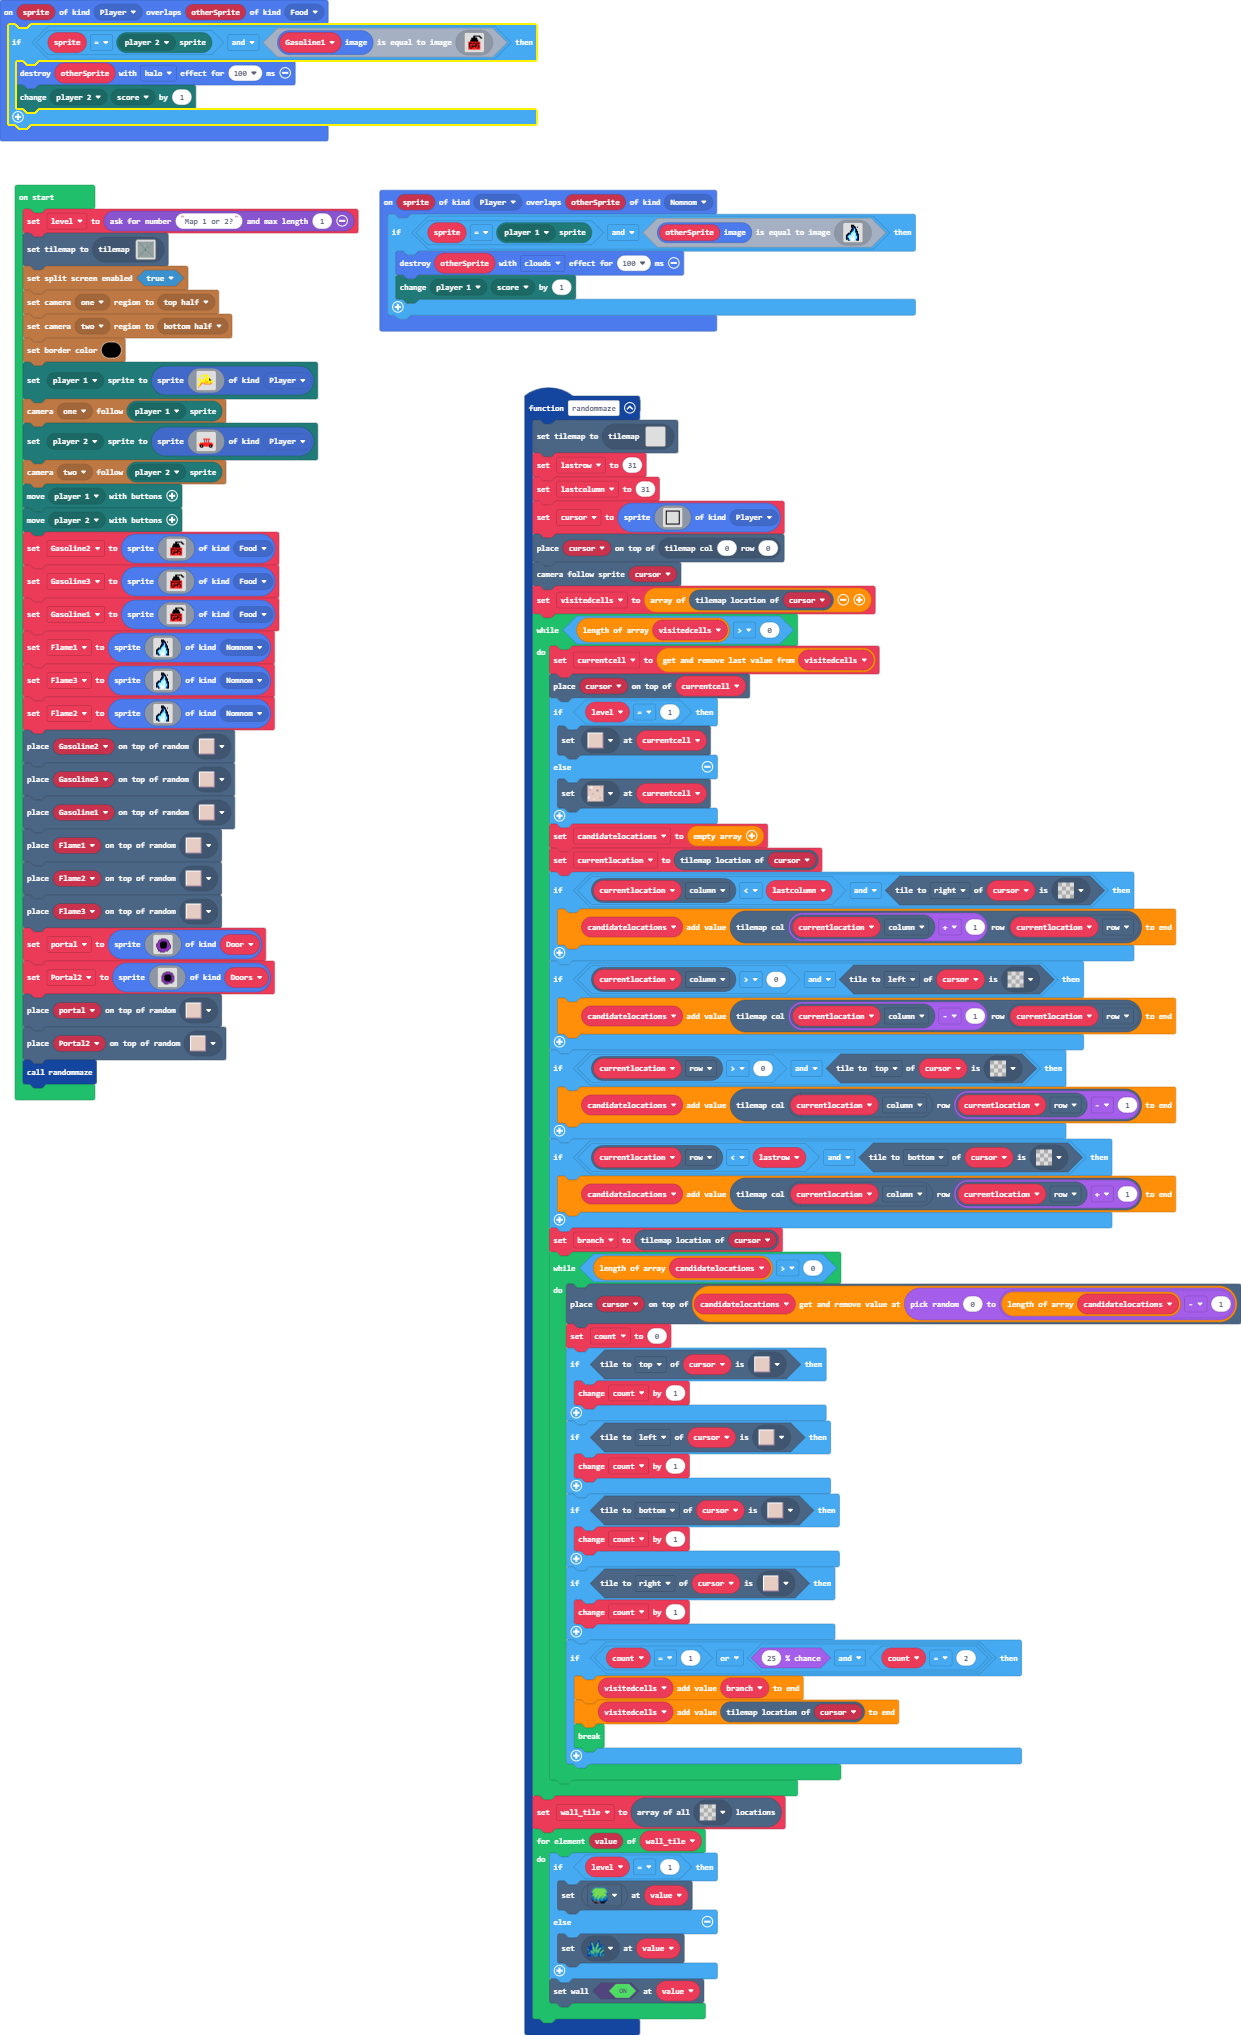 on sprite of kind Player overlaps otherSprite of kind Food
if sprite = player 2 sprite and Gasoline1 image is equal to image then
destroy otherSprite with halo effect for 100 ms
change player 2 score by 1
on start
set level to ask for number "Map 1 or 2?" and max length 1
set tilemap to tilemap
set split screen enabled true
set camera one region to top half
set camera two region to bottom half
set border color
set player 1 sprite to sprite of kind Player
camera one follow player 1 sprite
set player 2 sprite to sprite of kind Player
camera two follow player 2 sprite
move player 1 with buttons
move player 2 with buttons
set Gasoline2 to sprite of kind Food
set Gasoline3 to sprite of kind Food
set Gasoline1 to sprite of kind Food
set Flame1 to sprite of kind Nomnom
set Flame3 to sprite of kind Nomnom
set Flame2 to sprite of kind Nomnom
place Gasoline2 on top of random
place Gasoline3 on top of random
place Gasoline1 on top of random
place Flame1 on top of random
place Flame2 on top of random
place Flame3 on top of random
set portal to sprite of kind Door
set Portal2 to sprite of kind Doors
place portal on top of random
place Portal2 on top of random
call randommaze
on sprite of kind Player overlaps otherSprite of kind Nomnom
if sprite = player 1 sprite and otherSprite image is equal to image then
destroy otherSprite with clouds effect for 100 ms
change player 1 score by 1
function randommaze
set tilemap to tilemap
set lastrow to 31
set lastcolumn to 31
set cursor to sprite of kind Player
place cursor on top of tilemap col 0 row 0
camera follow sprite cursor
set visitedcells to array of tilemap location of cursor
while length of array visitedcells > 0
do set currentcell to get and remove last value from visitedcells
place cursor on top of currentcell
if level = 1 then
set at currentcell
else
set at currentcell
set candidatelocations to empty array
set currentlocation to tilemap location of cursor
if currentlocation column < lastcolumn and tile to right of cursor is then
candidatelocations add value tilemap col currentlocation column + 1 row currentlocation row to end
if currentlocation column > 0 and tile to left of cursor is then
candidatelocations add value tilemap col currentlocation column - 1 row currentlocation row to end
if currentlocation row > 0 and tile to top of cursor is then
candidatelocations add value tilemap col currentlocation column row currentlocation row - 1 to end
if currentlocation row < lastrow and tile to bottom of cursor is then
candidatelocations add value tilemap col currentlocation column row currentlocation row + 1 to end
set branch to tilemap location of cursor
while length of array candidatelocations > 0
do place cursor on top of candidatelocations get and remove value at pick random 0 to length of array candidatelocations - 1
set count to 0
if tile to top of cursor is then
change count by 1
if tile to left of cursor is then
change count by 1
if tile to bottom of cursor is then
change count by 1
if tile to right of cursor is then
change count by 1
if count = 1 or 25 % chance and count = 2 then
visitedcells add value branch to end
visitedcells add value tilemap location of cursor to end
break
set wall_tile to array of all locations
for element value of wall_tile
do if level = 1 then
set at value
else
set at value
set wall ON at value